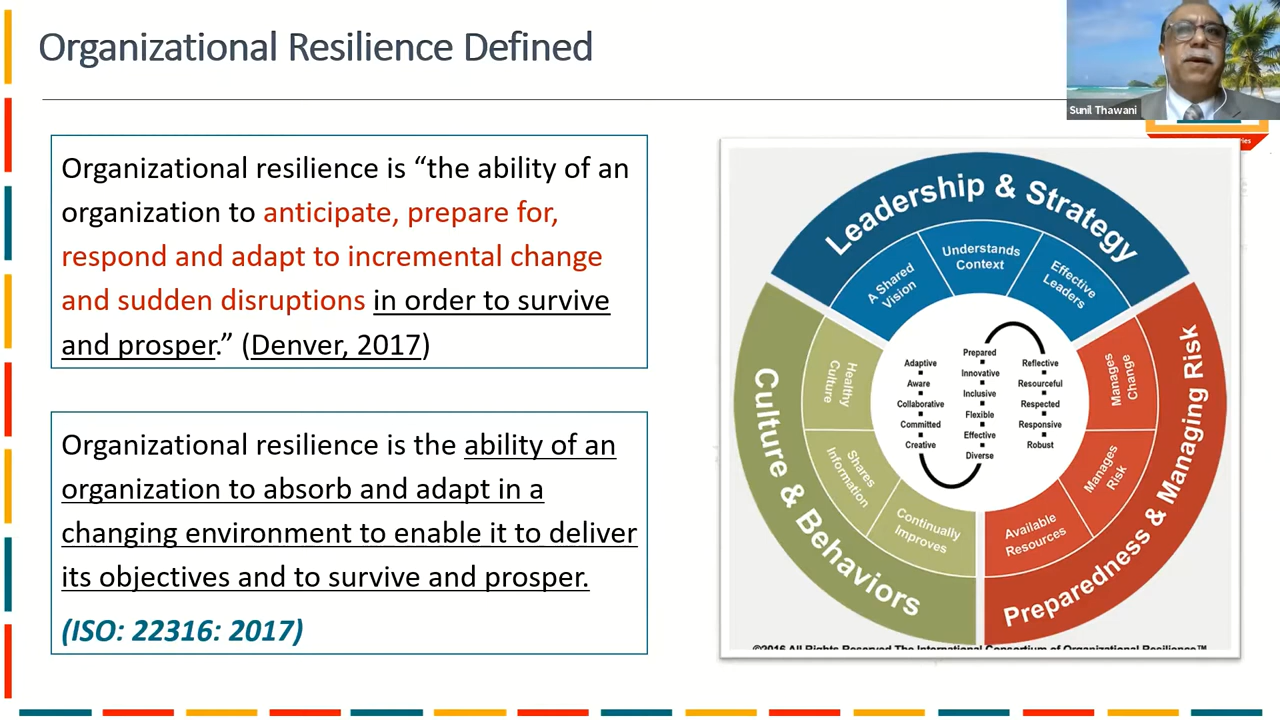 Organizational Resilience Defined
Sunil Thawani
Organizational resilience is “the ability of an
organization to anticipate, prepare for,
respond and adapt to incremental change
and sudden disruptions in order to survive
and prosper.” (Denver, 2017)
Organizational resilience is the ability of an
organization to absorb and adapt in a
changing environment to enable it to deliver
its objectives and to survive and prosper.
(ISO: 22316: 2017)
Leadership & Strategy
A Shared
Vision
Understands
Context
Effective
Leaders
Culture & Behaviors
Healthy
Culture
Shares
Information
Continually
Improves
Preparedness & Managing Risk
Manages
Change
Manages
Risk
Available
Resources
Adaptive
Aware
Collaborative
Committed
Creative
Prepared
Innovative
Inclusive
Flexible
Effective
Diverse
Reflective
Resourceful
Respected
Responsive
Robust
©2016 All Rights Reserved The International Consortium of Organizational Resilience™